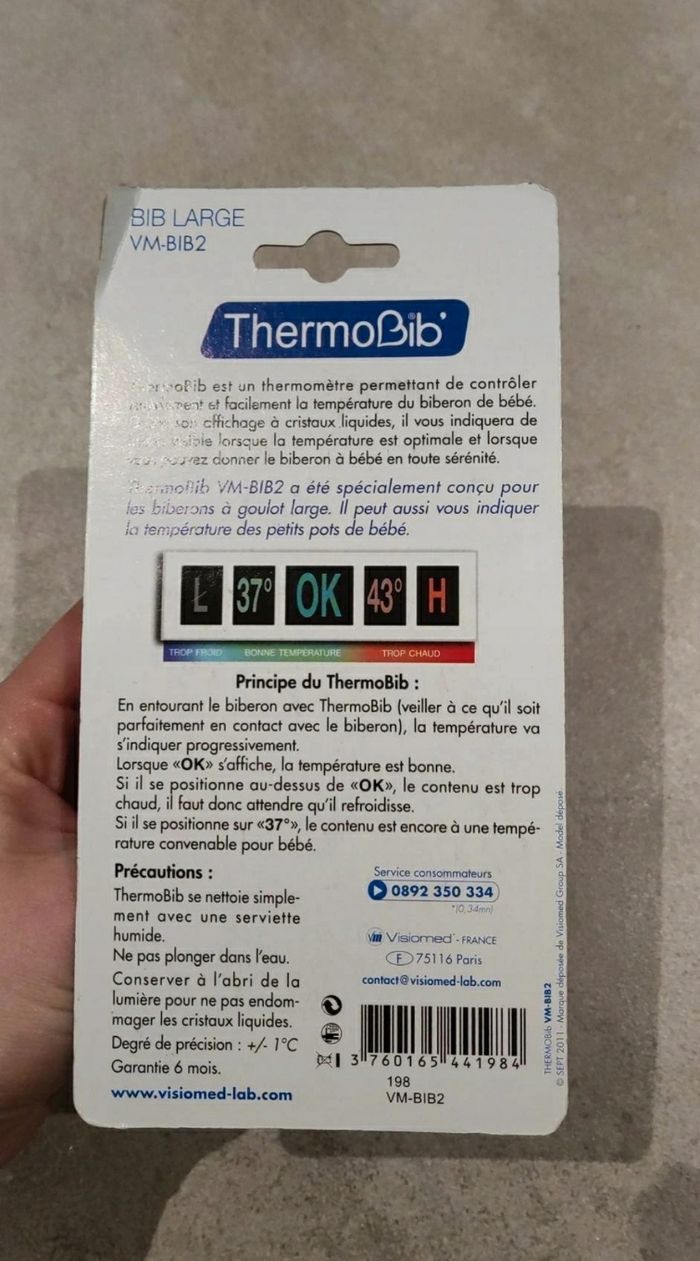 BIB LARGE
VM-BIB2
ThermoBib®
est un thermomètre permettant de contrôler
et facilement la température du biberon de bébé.
son affichage à cristaux liquides, il vous indiquera de
lorsque la température est optimale et lorsque
donner le biberon à bébé en toute sérénité.
ThermoBib VM-BIB2 a été spécialement conçu pour
les biberons à goulot large. Il peut aussi vous indiquer
la température des petits pots de bébé.
L 37° OK 43° H
TROP FROID BONNE TEMPÉRATURE TROP CHAUD
Principe du ThermoBib :
En entourant le biberon avec ThermoBib (veiller à ce qu'il soit
parfaitement en contact avec le biberon), la température va
s'indiquer progressivement.
Lorsque «OK» s'affiche, la température est bonne.
Si il se positionne au-dessus de «OK», le contenu est trop
chaud, il faut donc attendre qu'il refroidisse.
Si il se positionne sur «37°», le contenu est encore à une tempé-
rature convenable pour bébé.
Précautions :
ThermoBib se nettoie simple-
ment avec une serviette
humide.
Ne pas plonger dans l'eau.
Conserver à l'abri de la
lumière pour ne pas endom-
mager les cristaux liquides.
Degré de précision : +/- 1°C
Garantie 6 mois.
www.visiomed-lab.com
Service consommateurs
0892 350 334
*(0,34mn)
Visiomed® - FRANCE
F 75116 Paris
contact@visiomed-lab.com
3 760165 441984
198
VM-BIB2
THERMOBib VM-BIB2
© SEPT 2011 - Marque déposée de Visiomed Group SA - Model déposé